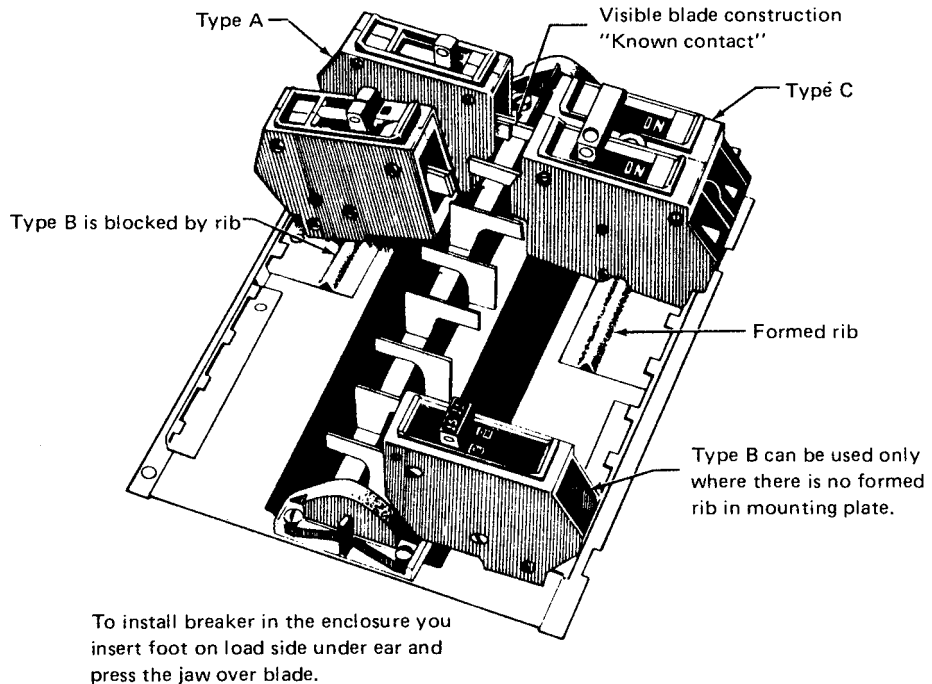 Type A
Visible blade construction
"Known contact"
Type C
ON
ON
Type B is blocked by rib
Formed rib
Type B can be used only
where there is no formed
rib in mounting plate.
To install breaker in the enclosure you
insert foot on load side under ear and
press the jaw over blade.